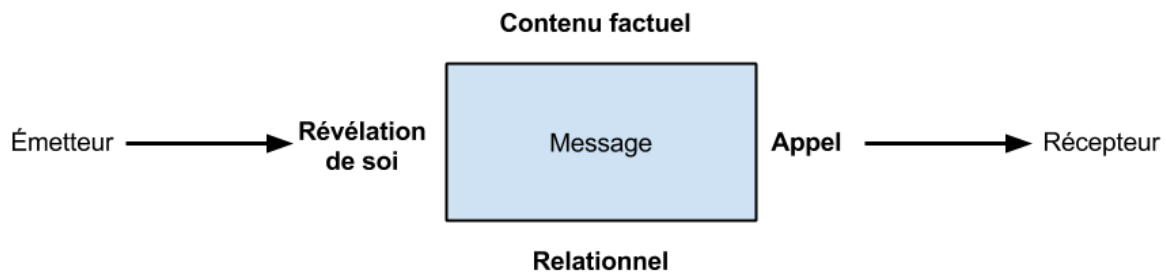 Contenu factuel
Émetteur
Révélation
de soi
Message
Appel
Récepteur
Relationnel